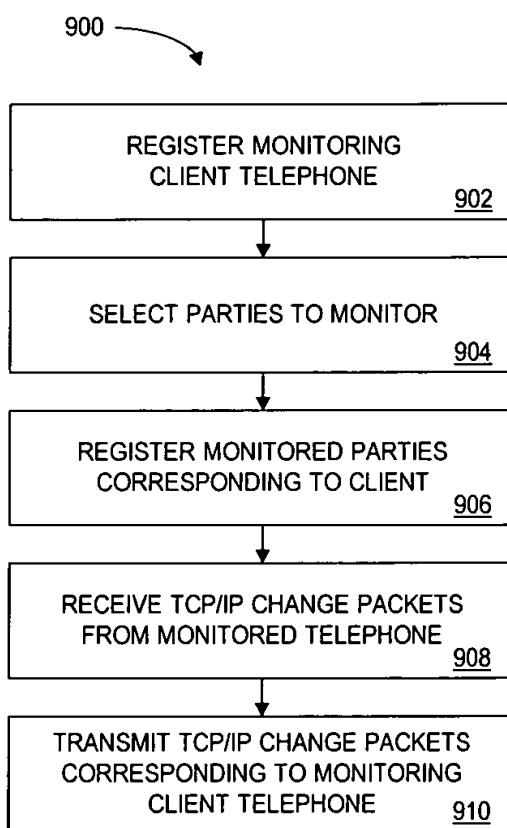 900
REGISTER MONITORING
CLIENT TELEPHONE
902
SELECT PARTIES TO MONITOR
904
REGISTER MONITORED PARTIES
CORRESPONDING TO CLIENT
906
RECEIVE TCP/IP CHANGE PACKETS
FROM MONITORED TELEPHONE
908
TRANSMIT TCP/IP CHANGE PACKETS
CORRESPONDING TO MONITORING
CLIENT TELEPHONE
910